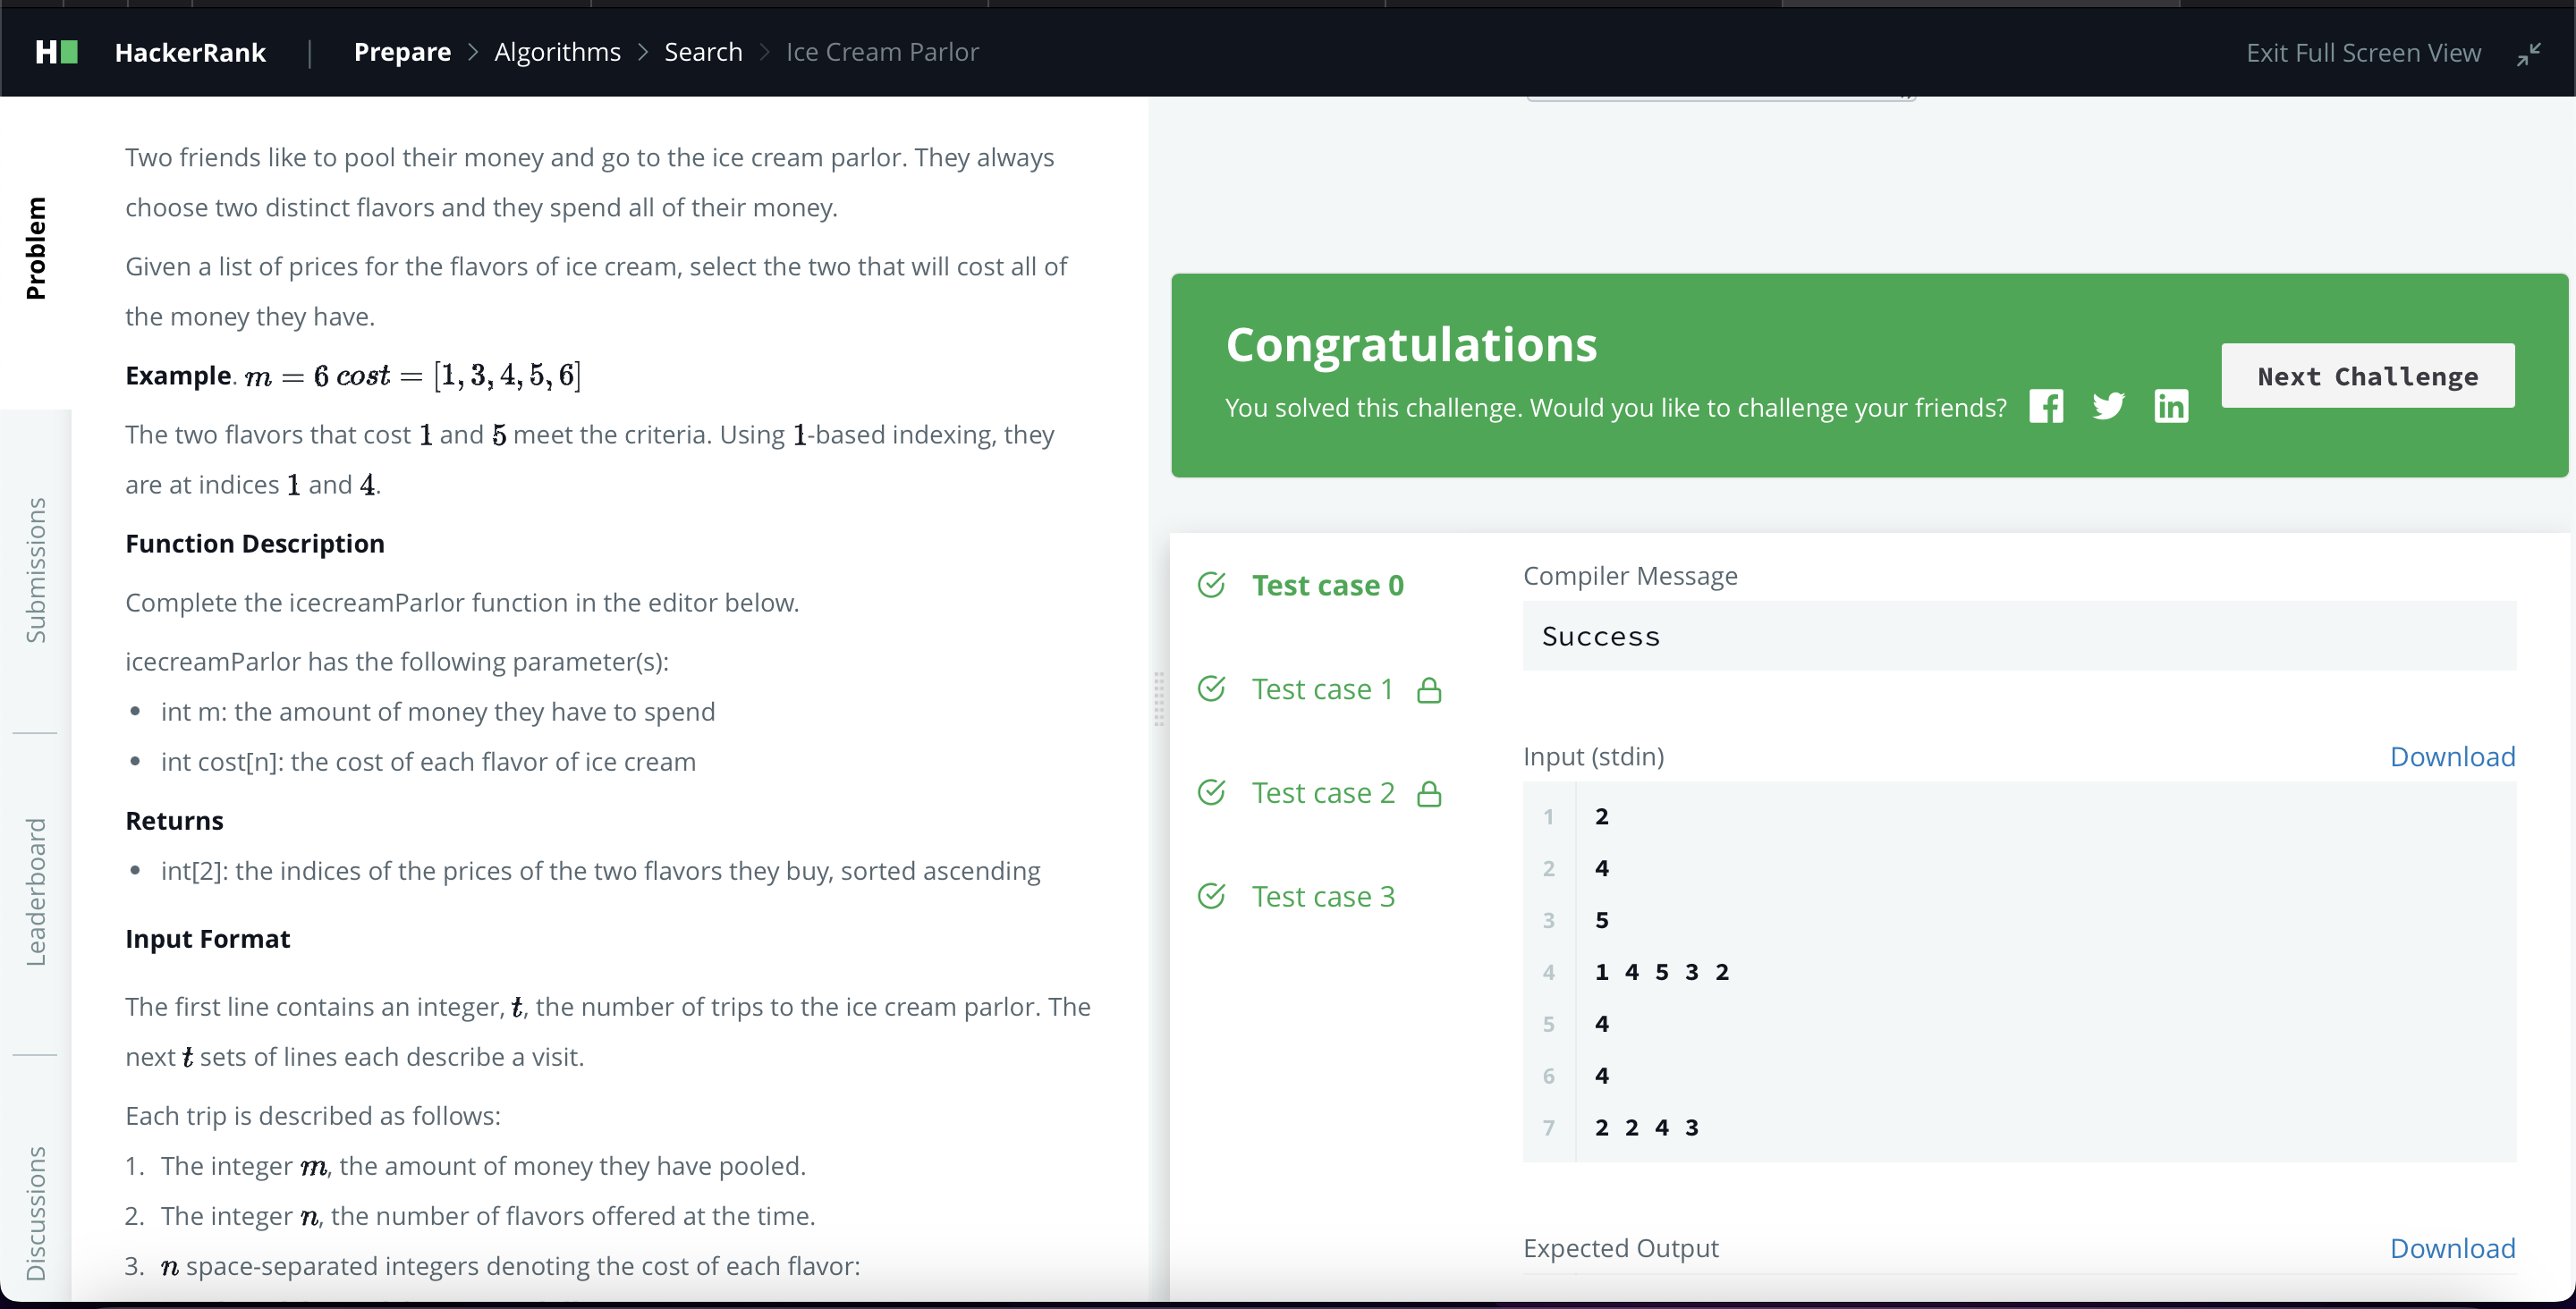 H HackerRank | Prepare > Algorithms > Search > Ice Cream Parlor
Exit Full Screen View
Problem
Submissions
Leaderboard
Discussions
Two friends like to pool their money and go to the ice cream parlor. They always
choose two distinct flavors and they spend all of their money.
Given a list of prices for the flavors of ice cream, select the two that will cost all of
the money they have.
Example. m = 6 cost = [1, 3, 4, 5, 6]
The two flavors that cost 1 and 5 meet the criteria. Using 1-based indexing, they
are at indices 1 and 4.
Function Description
Complete the icecreamParlor function in the editor below.
icecreamParlor has the following parameter(s):
• int m: the amount of money they have to spend
• int cost[n]: the cost of each flavor of ice cream
Returns
• int[2]: the indices of the prices of the two flavors they buy, sorted ascending
Input Format
The first line contains an integer, t, the number of trips to the ice cream parlor. The
next t sets of lines each describe a visit.
Each trip is described as follows:
1. The integer m, the amount of money they have pooled.
2. The integer n, the number of flavors offered at the time.
3. n space-separated integers denoting the cost of each flavor:
Congratulations
You solved this challenge. Would you like to challenge your friends?
Next Challenge
Test case 0
Test case 1
Test case 2
Test case 3
Compiler Message
Success
Input (stdin)
Download
1 2
2 4
3 5
4 1 4 5 3 2
5 4
6 4
7 2 2 4 3
Expected Output
Download